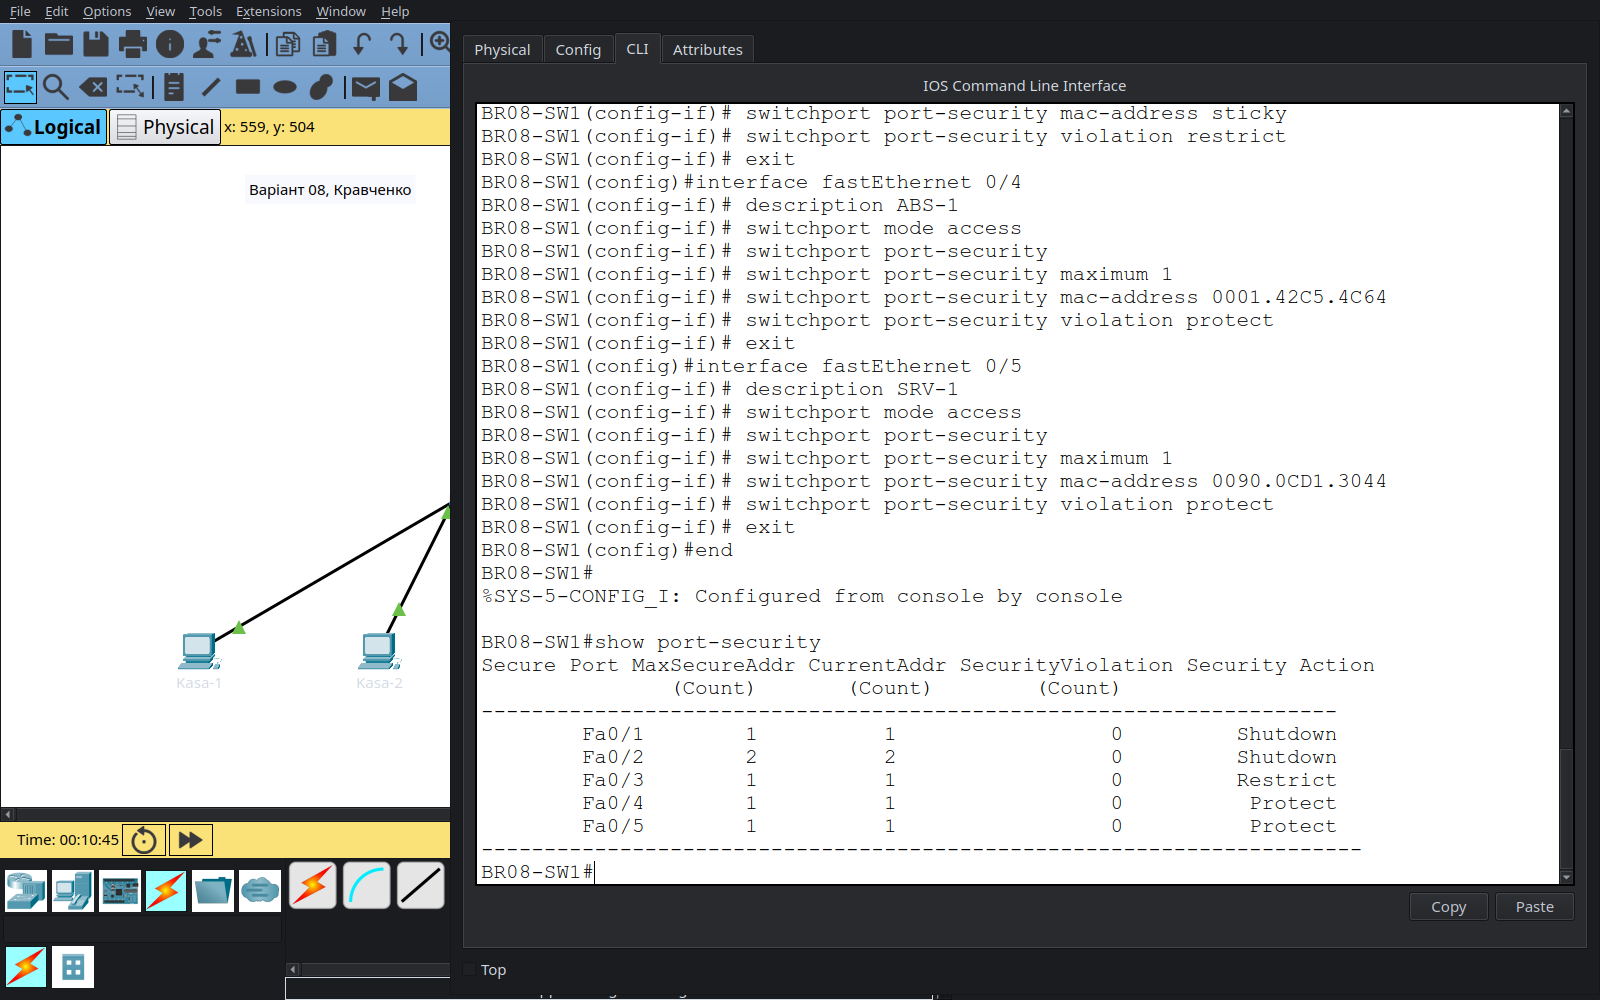 File Edit Options View Tools Extensions Window Help
Logical Physical x: 559, y: 504
Варіант 08, Кравченко
Kasa-1 Kasa-2
Time: 00:10:45
Physical Config CLI Attributes
IOS Command Line Interface
BR08-SW1(config-if)# switchport port-security mac-address sticky
BR08-SW1(config-if)# switchport port-security violation restrict
BR08-SW1(config-if)# exit
BR08-SW1(config)#interface fastEthernet 0/4
BR08-SW1(config-if)# description ABS-1
BR08-SW1(config-if)# switchport mode access
BR08-SW1(config-if)# switchport port-security
BR08-SW1(config-if)# switchport port-security maximum 1
BR08-SW1(config-if)# switchport port-security mac-address 0001.42C5.4C64
BR08-SW1(config-if)# switchport port-security violation protect
BR08-SW1(config-if)# exit
BR08-SW1(config)#interface fastEthernet 0/5
BR08-SW1(config-if)# description SRV-1
BR08-SW1(config-if)# switchport mode access
BR08-SW1(config-if)# switchport port-security
BR08-SW1(config-if)# switchport port-security maximum 1
BR08-SW1(config-if)# switchport port-security mac-address 0090.0CD1.3044
BR08-SW1(config-if)# switchport port-security violation protect
BR08-SW1(config-if)# exit
BR08-SW1(config)#end
BR08-SW1#
%SYS-5-CONFIG_I: Configured from console by console
BR08-SW1#show port-security
Secure Port MaxSecureAddr CurrentAddr SecurityViolation Security Action
(Count) (Count) (Count)
--------------------------------------------------------------------
Fa0/1 1 1 0 Shutdown
Fa0/2 2 2 0 Shutdown
Fa0/3 1 1 0 Restrict
Fa0/4 1 1 0 Protect
Fa0/5 1 1 0 Protect
----------------------------------------------------------------------
BR08-SW1#
Copy Paste
Top